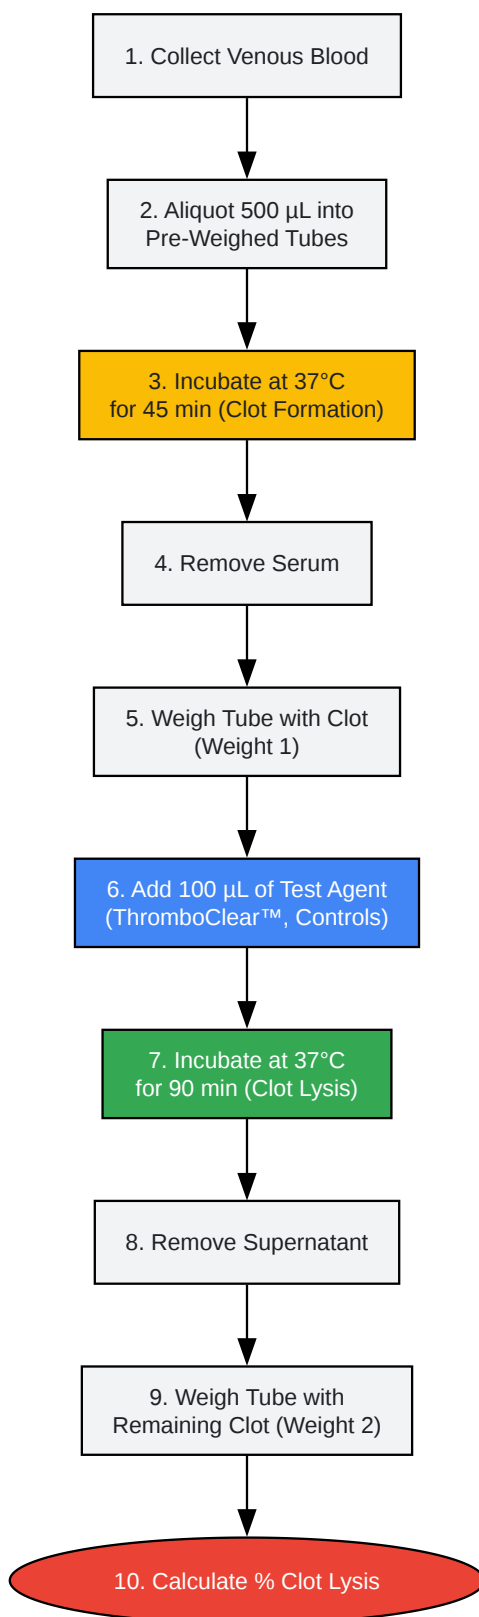 1. Collect Venous Blood
2. Aliquot 500 µL into
Pre-Weighed Tubes
3. Incubate at 37°C
for 45 min (Clot Formation)
4. Remove Serum
5. Weigh Tube with Clot
(Weight 1)
6. Add 100 µL of Test Agent
(ThromboClear™, Controls)
7. Incubate at 37°C
for 90 min (Clot Lysis)
8. Remove Supernatant
9. Weigh Tube with
Remaining Clot (Weight 2)
10. Calculate % Clot Lysis